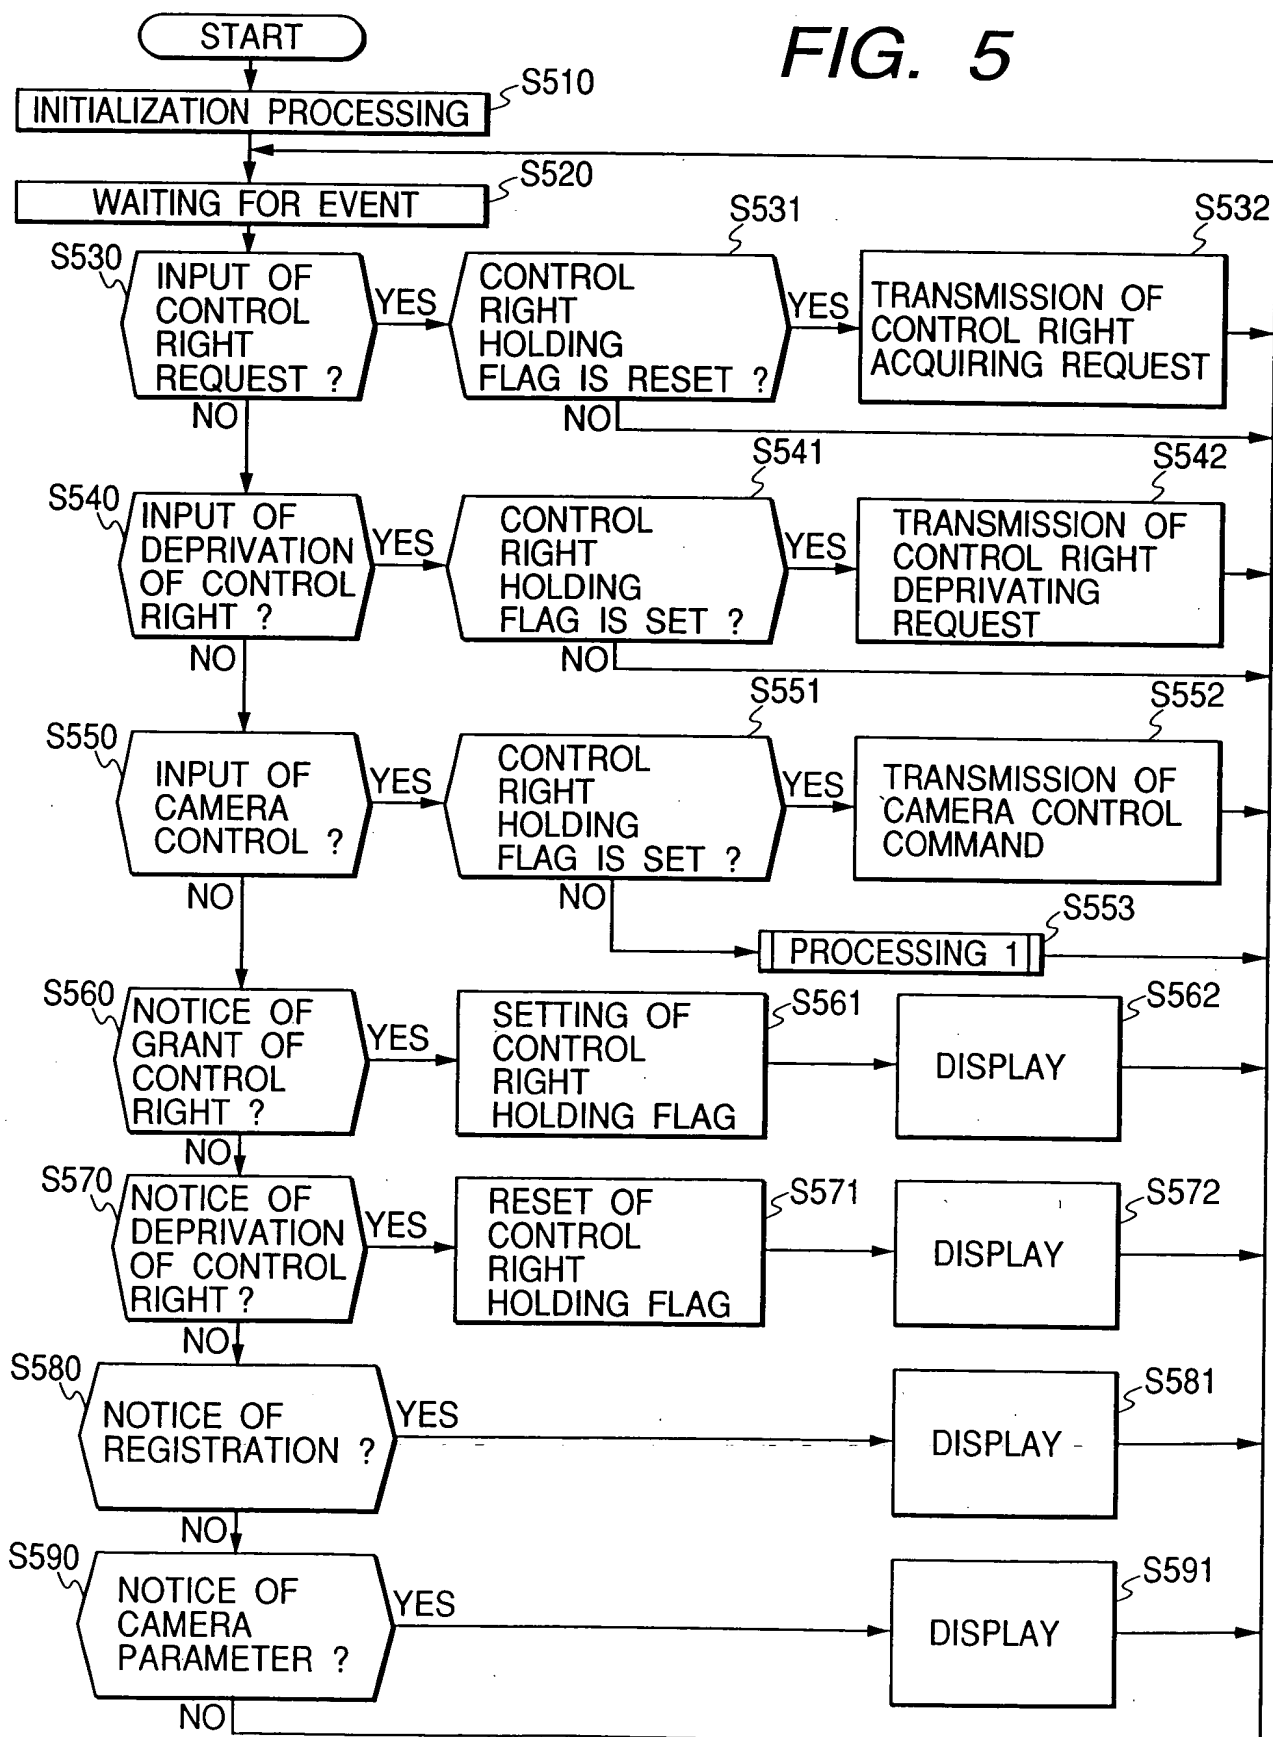 START
FIG. 5
S510
INITIALIZATION PROCESSING
S520
WAITING FOR EVENT
S530
INPUT OF
CONTROL
RIGHT
REQUEST ?
YES
NO
S531
CONTROL
RIGHT
HOLDING
FLAG IS RESET ?
YES
NO
S532
TRANSMISSION OF
CONTROL RIGHT
ACQUIRING REQUEST
S540
INPUT OF
DEPRIVATION
OF CONTROL
RIGHT ?
YES
NO
S541
CONTROL
RIGHT
HOLDING
FLAG IS SET ?
YES
NO
S542
TRANSMISSION OF
CONTROL RIGHT
DEPRIVATING
REQUEST
S550
INPUT OF
CAMERA
CONTROL ?
YES
NO
S551
CONTROL
RIGHT
HOLDING
FLAG IS SET ?
YES
NO
S552
TRANSMISSION OF
CAMERA CONTROL
COMMAND
S553
PROCESSING 1
S560
NOTICE OF
GRANT OF
CONTROL
RIGHT ?
YES
NO
S561
SETTING OF
CONTROL
RIGHT
HOLDING FLAG
S562
DISPLAY
S570
NOTICE OF
DEPRIVATION
OF CONTROL
RIGHT ?
YES
NO
S571
RESET OF
CONTROL
RIGHT
HOLDING FLAG
S572
DISPLAY
S580
NOTICE OF
REGISTRATION ?
YES
NO
S581
DISPLAY
S590
NOTICE OF
CAMERA
PARAMETER ?
YES
NO
S591
DISPLAY